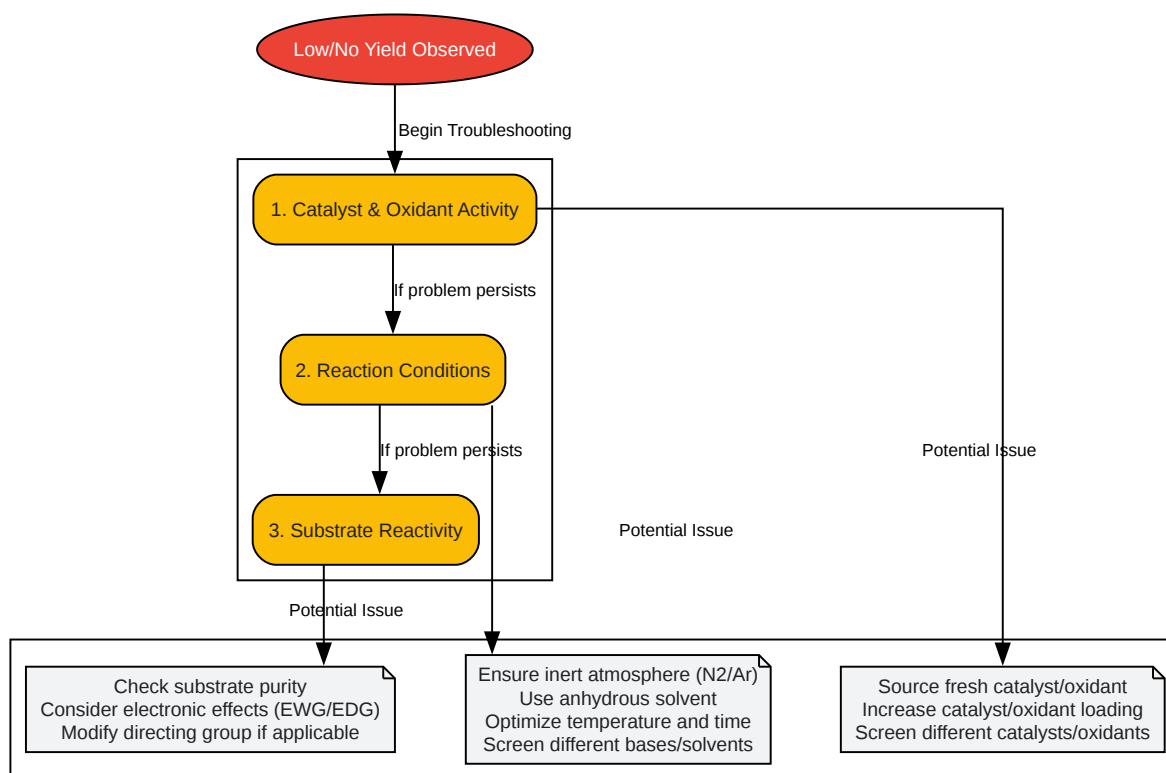 Low/No Yield Observed
Begin Troubleshooting
1. Catalyst & Oxidant Activity
If problem persists
2. Reaction Conditions
If problem persists
Potential Issue
3. Substrate Reactivity
Potential Issue
Potential Issue
Check substrate purity
Consider electronic effects (EWG/EDG)
Modify directing group if applicable
Ensure inert atmosphere (N2/Ar)
Use anhydrous solvent
Optimize temperature and time
Screen different bases/solvents
Source fresh catalyst/oxidant
Increase catalyst/oxidant loading
Screen different catalysts/oxidants